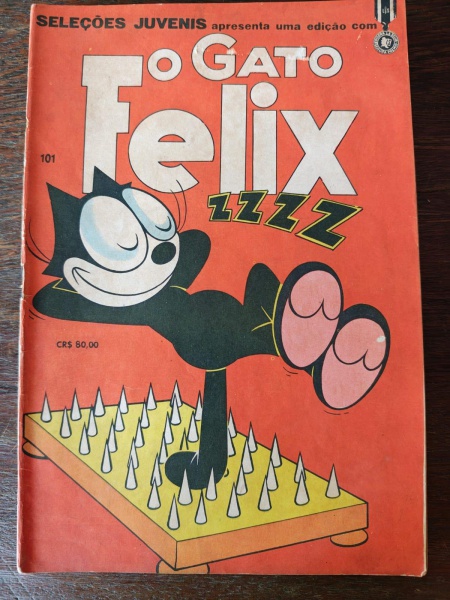 SELEÇÕES JUVENIS apresenta uma edição com
O GATO
Felix
101
ZZZZ
CR$ 80,00